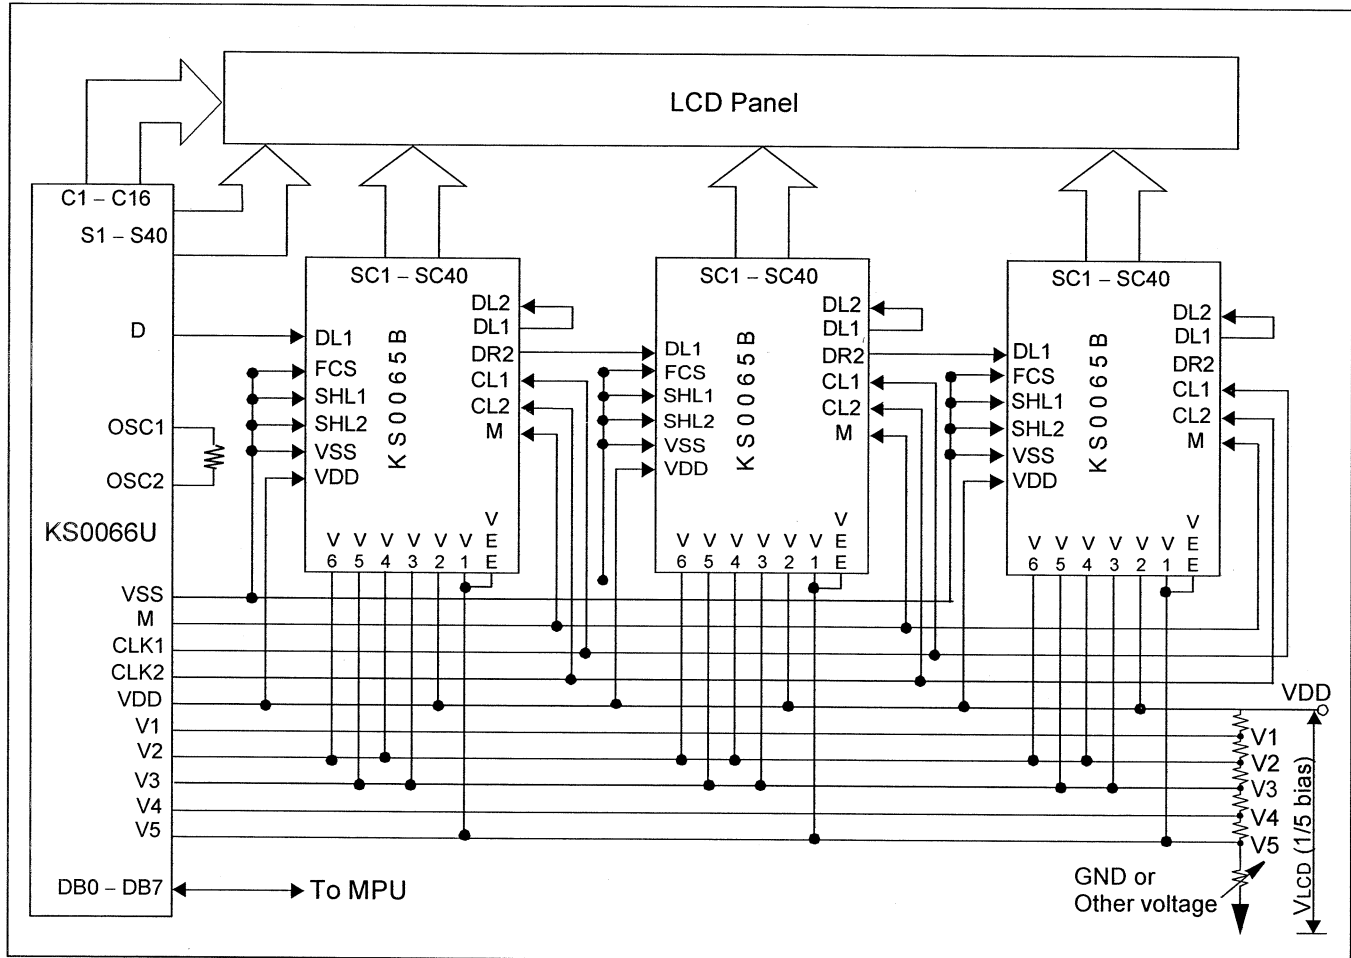 LCD Panel
C1 – C16
S1 – S40
D
OSC1
OSC2
KS0066U
VSS
M
CLK1
CLK2
VDD
V1
V2
V3
V4
V5
DB0 – DB7
To MPU
SC1 – SC40
DL1
FCS
SHL1
SHL2
VSS
VDD
KS0065B
DL2
DL1
DR2
CL1
CL2
M
V6
V5
V4
V3
V2
V1
VEE
SC1 – SC40
DL1
FCS
SHL1
SHL2
VSS
VDD
KS0065B
DL2
DL1
DR2
CL1
CL2
M
V6
V5
V4
V3
V2
V1
VEE
SC1 – SC40
DL1
FCS
SHL1
SHL2
VSS
VDD
KS0065B
DL2
DL1
DR2
CL1
CL2
M
V6
V5
V4
V3
V2
V1
VEE
VDD
V1
V2
V3
V4
V5
VLCD (1/5 bias)
GND or
Other voltage